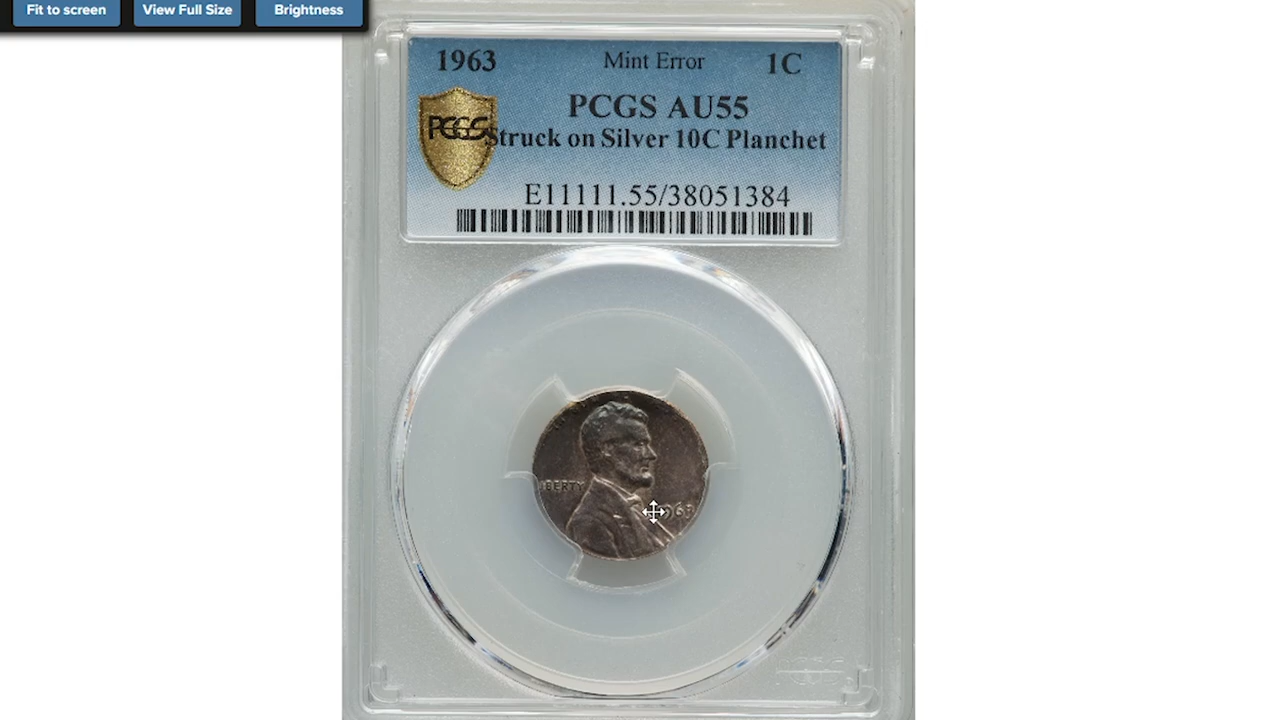 Fit to screen View Full Size Brightness
1963 Mint Error 1C
PCGS AU55
PCGS Struck on Silver 10C Planchet
E11111.55/38051384
LIBERTY
1963